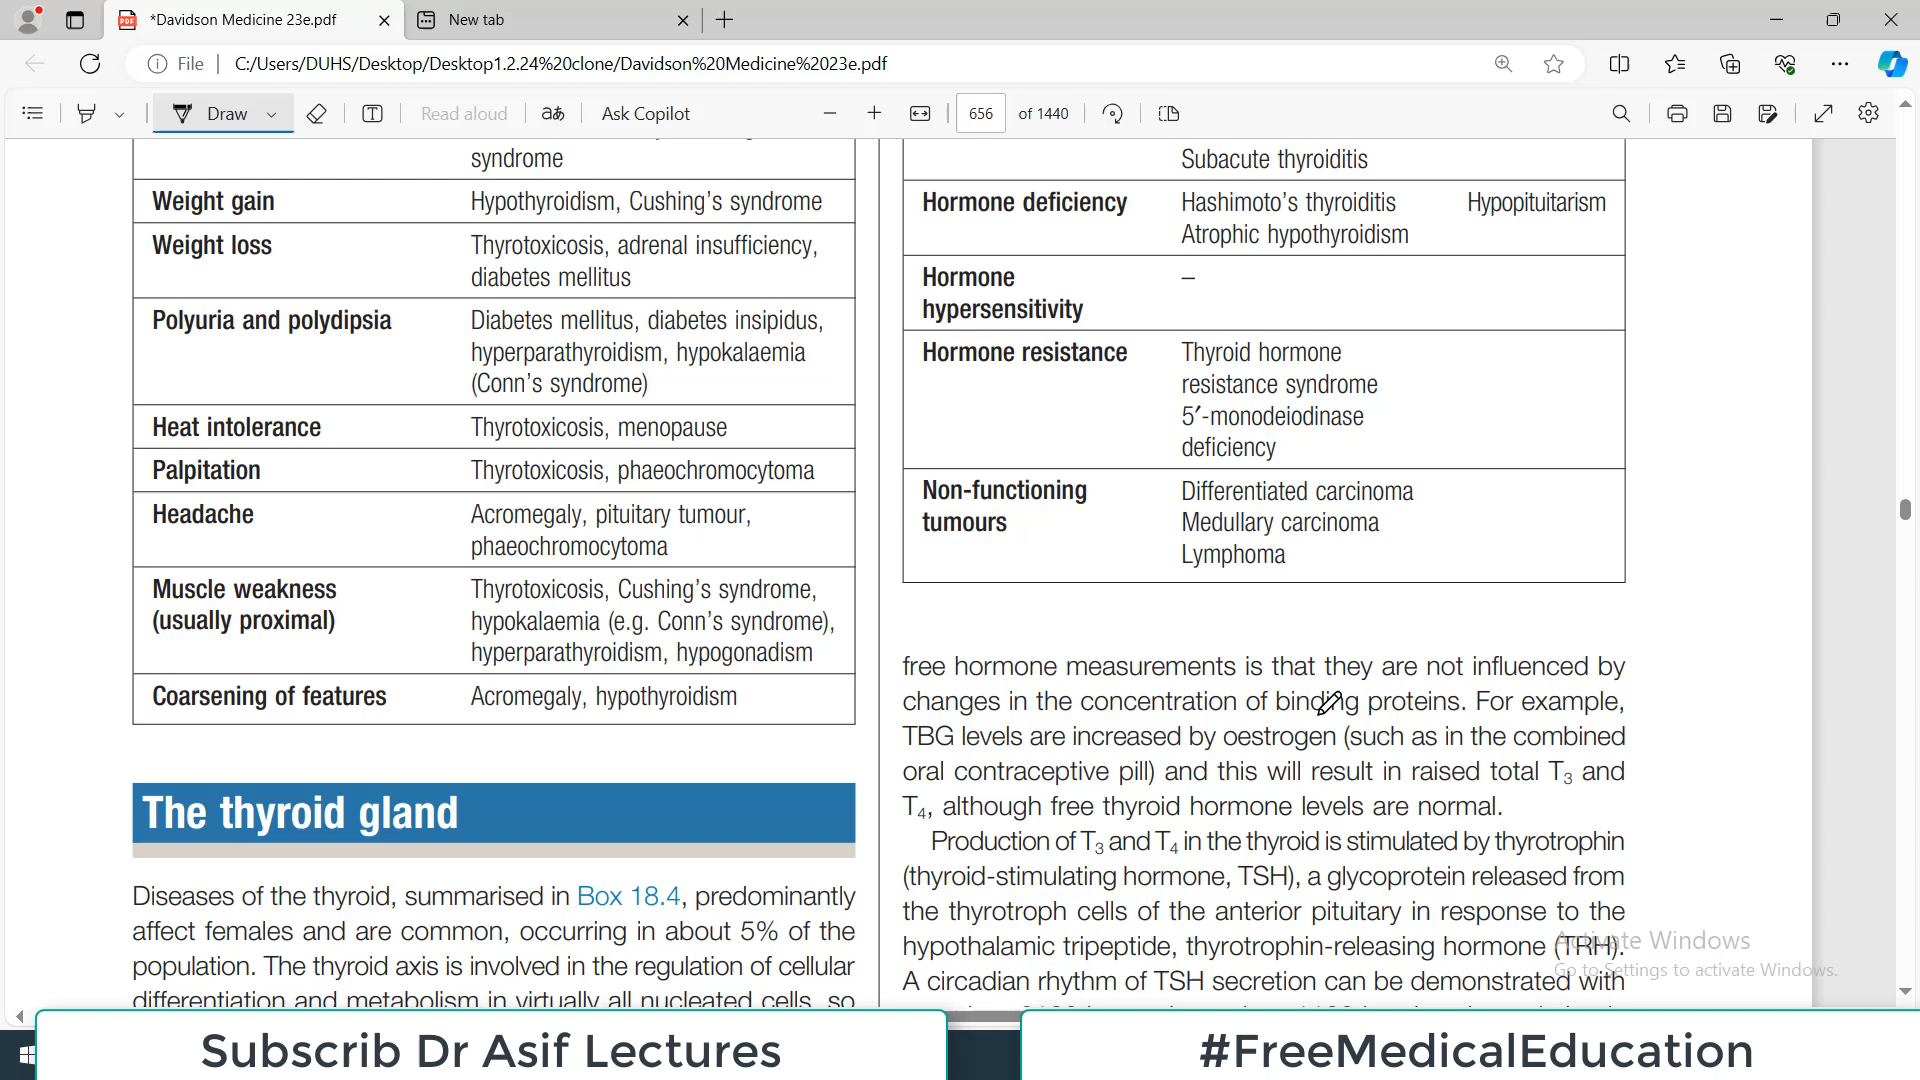 *Davidson Medicine 23e.pdf
New tab
File
C:/Users/DUHS/Desktop/Desktop1.2.24%20clone/Davidson%20Medicine%2023e.pdf
Draw
Read aloud
aあ
Ask Copilot
656 of 1440
syndrome
Weight gain Hypothyroidism, Cushing's syndrome
Weight loss Thyrotoxicosis, adrenal insufficiency,
diabetes mellitus
Polyuria and polydipsia Diabetes mellitus, diabetes insipidus,
hyperparathyroidism, hypokalaemia
(Conn's syndrome)
Heat intolerance Thyrotoxicosis, menopause
Palpitation Thyrotoxicosis, phaeochromocytoma
Headache Acromegaly, pituitary tumour,
phaeochromocytoma
Muscle weakness Thyrotoxicosis, Cushing's syndrome,
(usually proximal) hypokalaemia (e.g. Conn's syndrome),
hyperparathyroidism, hypogonadism
Coarsening of features Acromegaly, hypothyroidism
The thyroid gland
Diseases of the thyroid, summarised in Box 18.4, predominantly
affect females and are common, occurring in about 5% of the
population. The thyroid axis is involved in the regulation of cellular
differentiation and metabolism in virtually all nucleated cells, so
Subacute thyroiditis
Hormone deficiency Hashimoto's thyroiditis Hypopituitarism
Atrophic hypothyroidism
Hormone –
hypersensitivity
Hormone resistance Thyroid hormone
resistance syndrome
5′-monodeiodinase
deficiency
Non-functioning Differentiated carcinoma
tumours Medullary carcinoma
Lymphoma
free hormone measurements is that they are not influenced by
changes in the concentration of binding proteins. For example,
TBG levels are increased by oestrogen (such as in the combined
oral contraceptive pill) and this will result in raised total T3 and
T4, although free thyroid hormone levels are normal.
Production of T3 and T4 in the thyroid is stimulated by thyrotrophin
(thyroid-stimulating hormone, TSH), a glycoprotein released from
the thyrotroph cells of the anterior pituitary in response to the
hypothalamic tripeptide, thyrotrophin-releasing hormone (TRH).
A circadian rhythm of TSH secretion can be demonstrated with
Activate Windows
Go to Settings to activate Windows.
Subscrib Dr Asif Lectures
#FreeMedicalEducation